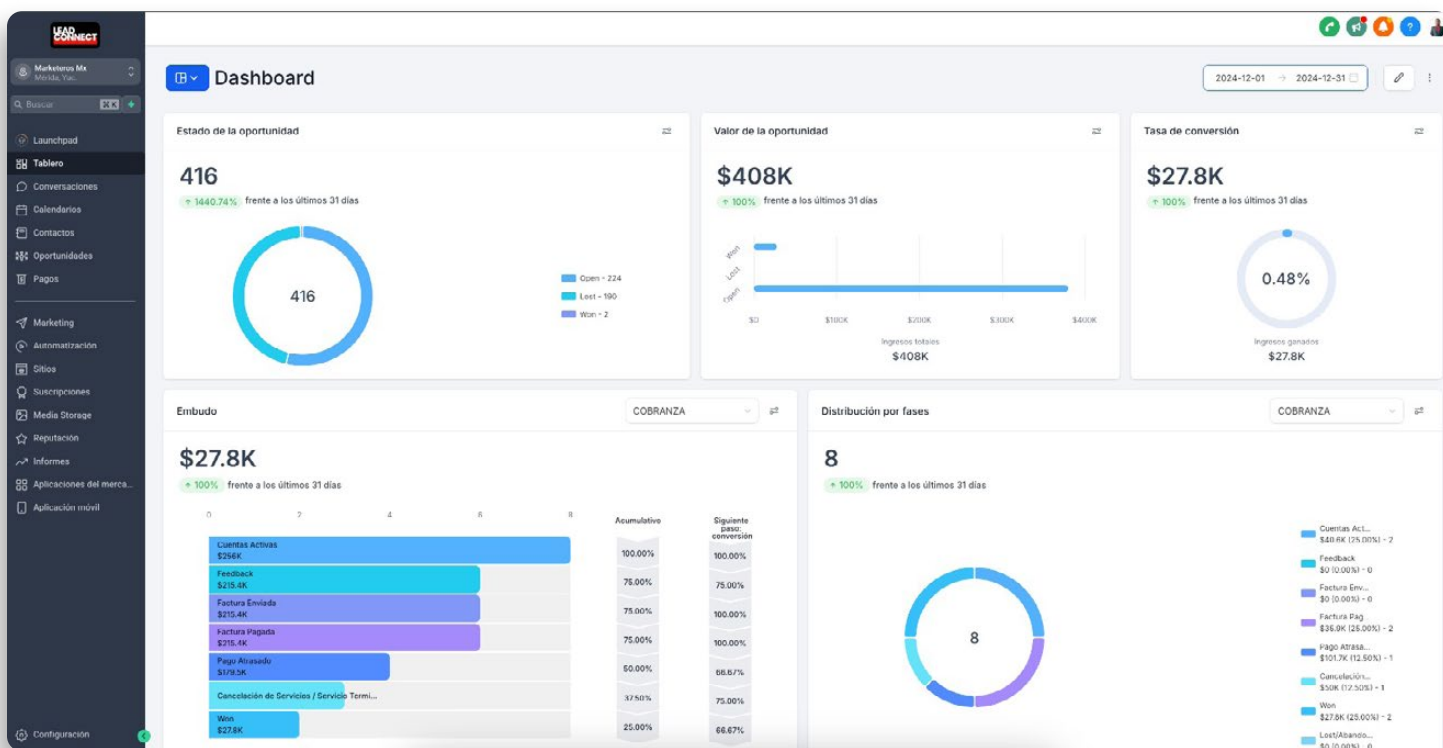 LEAD
CONNECT
Marketeros Mx
Mérida, Yuc.
Buscar
⌘ K
Launchpad
Tablero
Conversaciones
Calendarios
Contactos
Oportunidades
Pagos
Marketing
Automatización
Sitios
Suscripciones
Media Storage
Reputación
Informes
Aplicaciones del merca...
Aplicación móvil
Configuración
Dashboard
2024-12-01 → 2024-12-31
Estado de la oportunidad
416
↑ 1440.74% frente a los últimos 31 días
416
Open - 224
Lost - 190
Won - 2
Valor de la oportunidad
$408K
↑ 100% frente a los últimos 31 días
Won
Lost
Open
$0 $100K $200K $300K $400K
Ingresos totales
$408K
Tasa de conversión
$27.8K
↑ 100% frente a los últimos 31 días
0.48%
Ingresos ganados
$27.8K
Embudo
COBRANZA
$27.8K
↑ 100% frente a los últimos 31 días
0 2 4 6 8
Acumulativo
Siguiente
paso:
conversión
Cuentas Activas
$256K
100.00% 100.00%
Feedback
$215.4K
75.00% 75.00%
Factura Enviada
$215.4K
75.00% 100.00%
Factura Pagada
$215.4K
75.00% 100.00%
Pago Atrasado
$179.5K
50.00% 66.67%
Cancelación de Servicios / Servicio Termi...
37.50% 75.00%
Won
$27.8K
25.00% 66.67%
Distribución por fases
COBRANZA
8
↑ 100% frente a los últimos 31 días
8
Cuentas Act...
$40.6K (25.00%) - 2
Feedback
$0 (0.00%) - 0
Factura Env...
$0 (0.00%) - 0
Factura Pag...
$35.9K (25.00%) - 2
Pago Atrasa...
$101.7K (12.50%) - 1
Cancelación...
$50K (12.50%) - 1
Won
$27.8K (25.00%) - 2
Lost/Abando...
$0 (0.00%) - 0